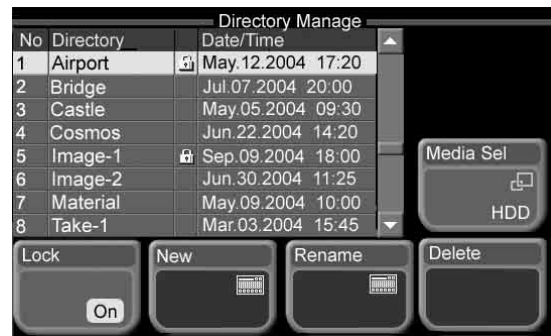 Directory Manage
No Directory Date/Time
1 Airport May.12.2004 17:20
2 Bridge Jul.07.2004 20:00
3 Castle May.05.2004 09:30
4 Cosmos Jun.22.2004 14:20
5 Image-1 Sep.09.2004 18:00
6 Image-2 Jun.30.2004 11:25
7 Material May.09.2004 10:00
8 Take-1 Mar.03.2004 15:45
Media Sel
HDD
Lock New Rename Delete
On